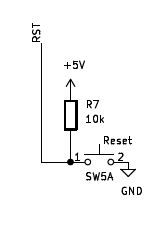 RST
+5V
R7
10k
Reset
1 2
SW5A
GND